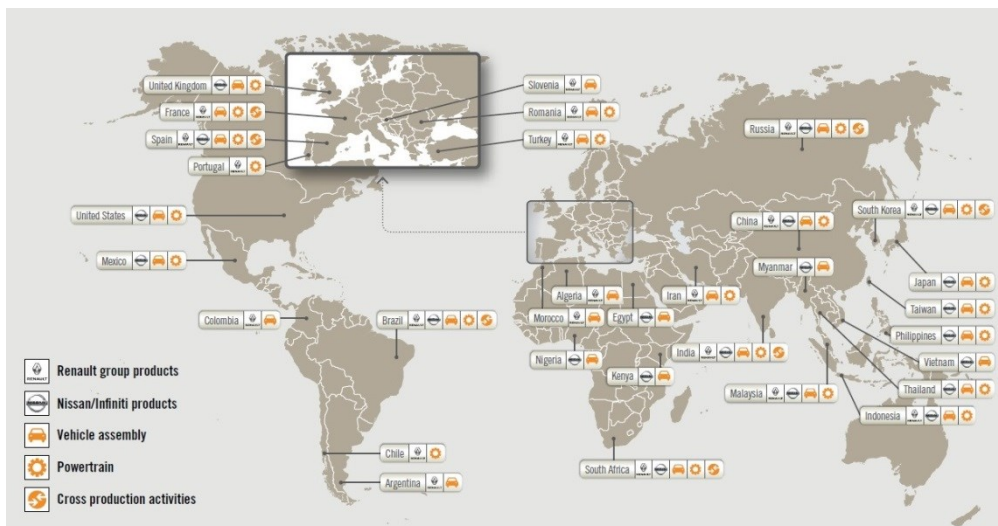 United Kingdom
France
Spain
Portugal
Slovenia
Romania
Turkey
Russia
United States
Mexico
China
South Korea
Myanmar
Japan
Algeria
Iran
Taiwan
Colombia
Brazil
Morocco
Egypt
Philippines
Nigeria
India
Vietnam
Kenya
Malaysia
Thailand
Indonesia
Chile
Argentina
South Africa
Renault group products
Nissan/Infiniti products
Vehicle assembly
Powertrain
Cross production activities